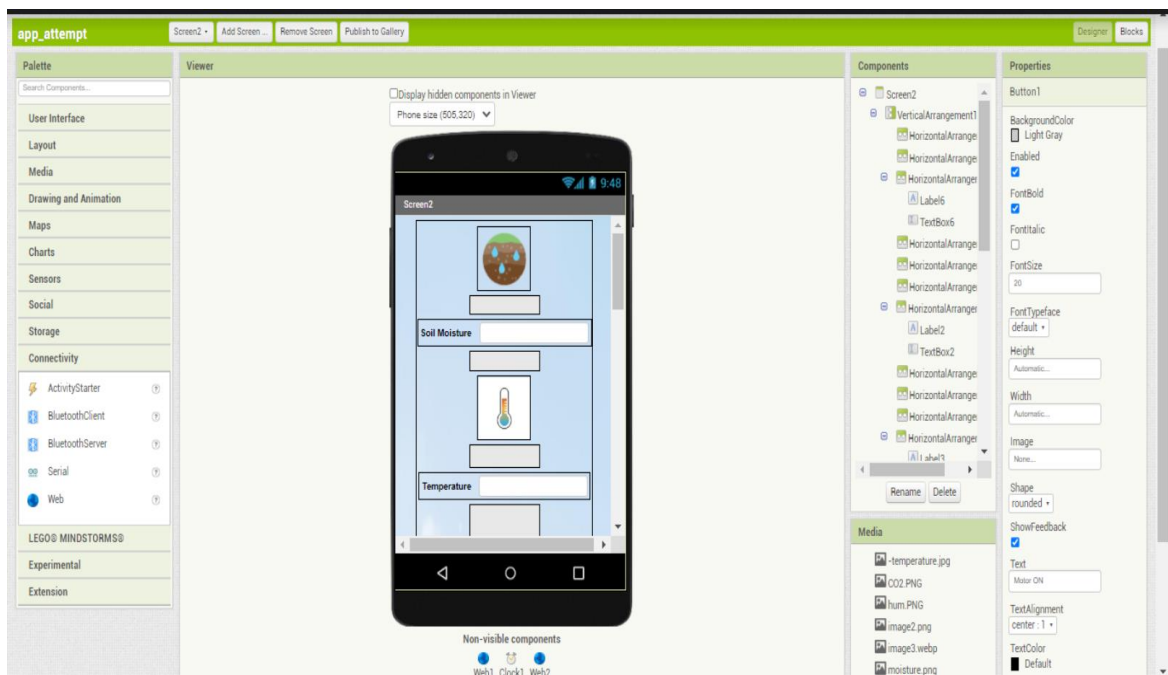 app_attempt
Screen2
Add Screen ...
Remove Screen
Publish to Gallery
Designer
Blocks
Palette
Search Components...
User Interface
Layout
Media
Drawing and Animation
Maps
Charts
Sensors
Social
Storage
Connectivity
ActivityStarter
BluetoothClient
BluetoothServer
Serial
Web
LEGO® MINDSTORMS®
Experimental
Extension
Viewer
Display hidden components in Viewer
Phone size (505,320)
9:48
Screen2
Soil Moisture
Temperature
Non-visible components
Web1 Clock1 Web2
Components
Screen2
VerticalArrangement1
HorizontalArrange
HorizontalArrange
HorizontalArranger
Label6
TextBox6
HorizontalArrange
HorizontalArrange
HorizontalArrange
HorizontalArranger
Label2
TextBox2
HorizontalArrange
HorizontalArrange
HorizontalArrange
HorizontalArranger
Label3
Rename
Delete
Media
-temperature.jpg
CO2.PNG
hum.PNG
image2.png
image3.webp
moisture.png
Properties
Button1
BackgroundColor
Light Gray
Enabled
FontBold
FontItalic
FontSize
20
FontTypeface
default
Height
Automatic...
Width
Automatic...
Image
None...
Shape
rounded
ShowFeedback
Text
Motor ON
TextAlignment
center : 1
TextColor
Default